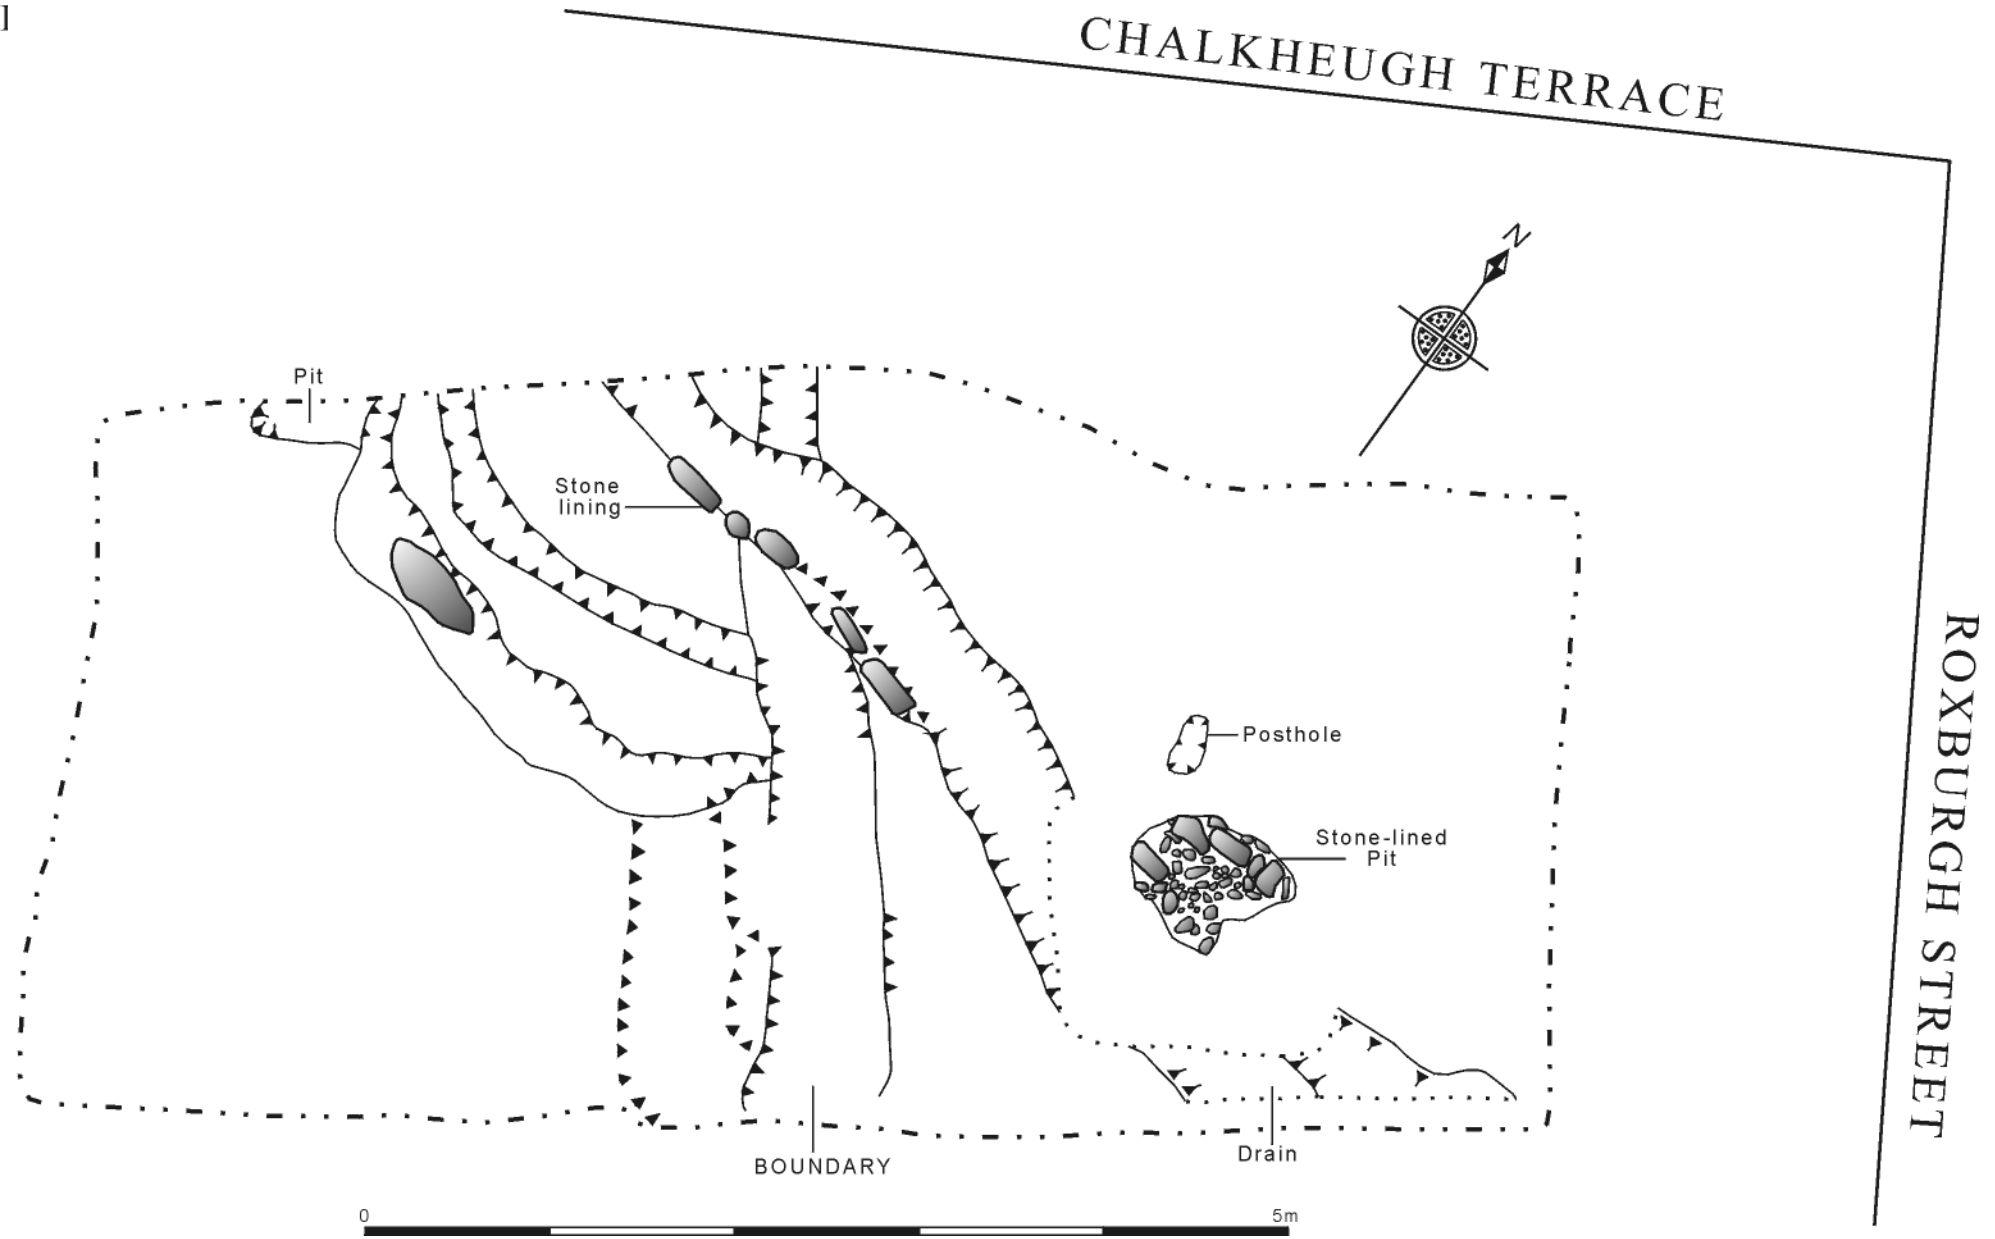 ]
CHALKHEUGH TERRACE
N
Pit
Stone
lining
Posthole
Stone-lined
Pit
ROXBURGH STREET
Drain
BOUNDARY
0
5m